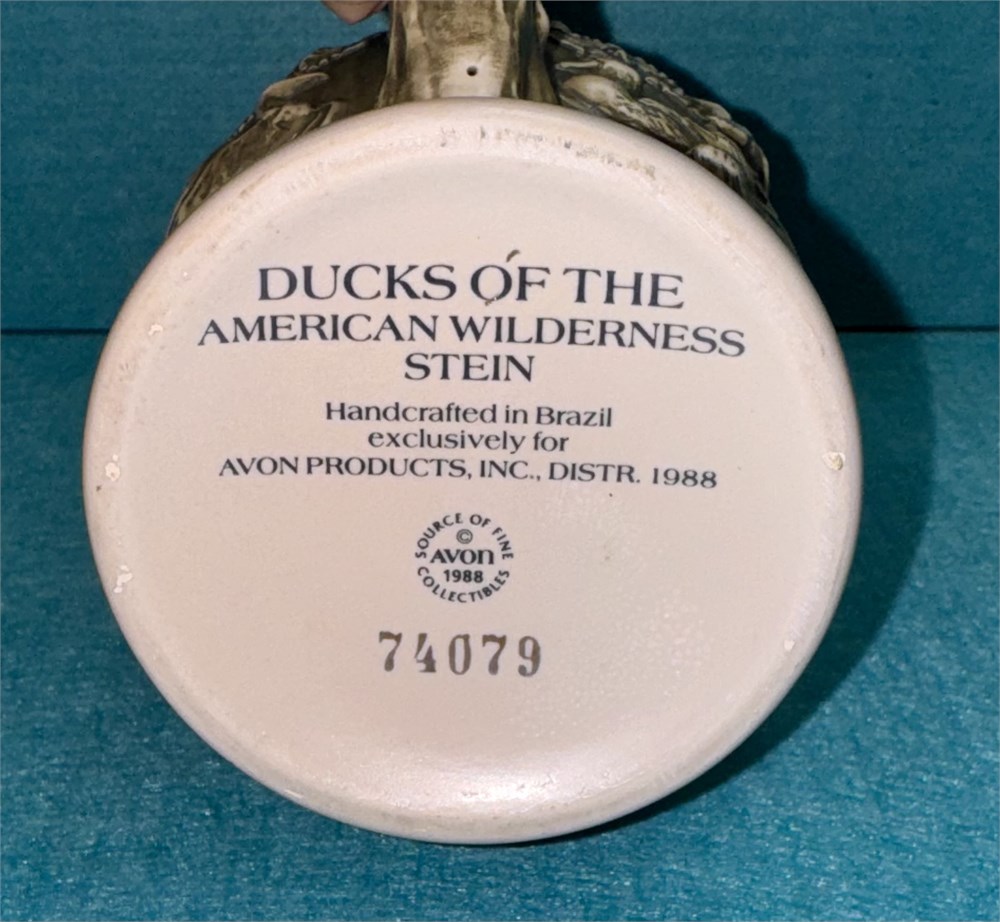 DUCKS OF THE
AMERICAN WILDERNESS
STEIN
Handcrafted in Brazil
exclusively for
AVON PRODUCTS, INC., DISTR. 1988
SOURCE OF FINE
©
AVON
1988
COLLECTIBLES
74079